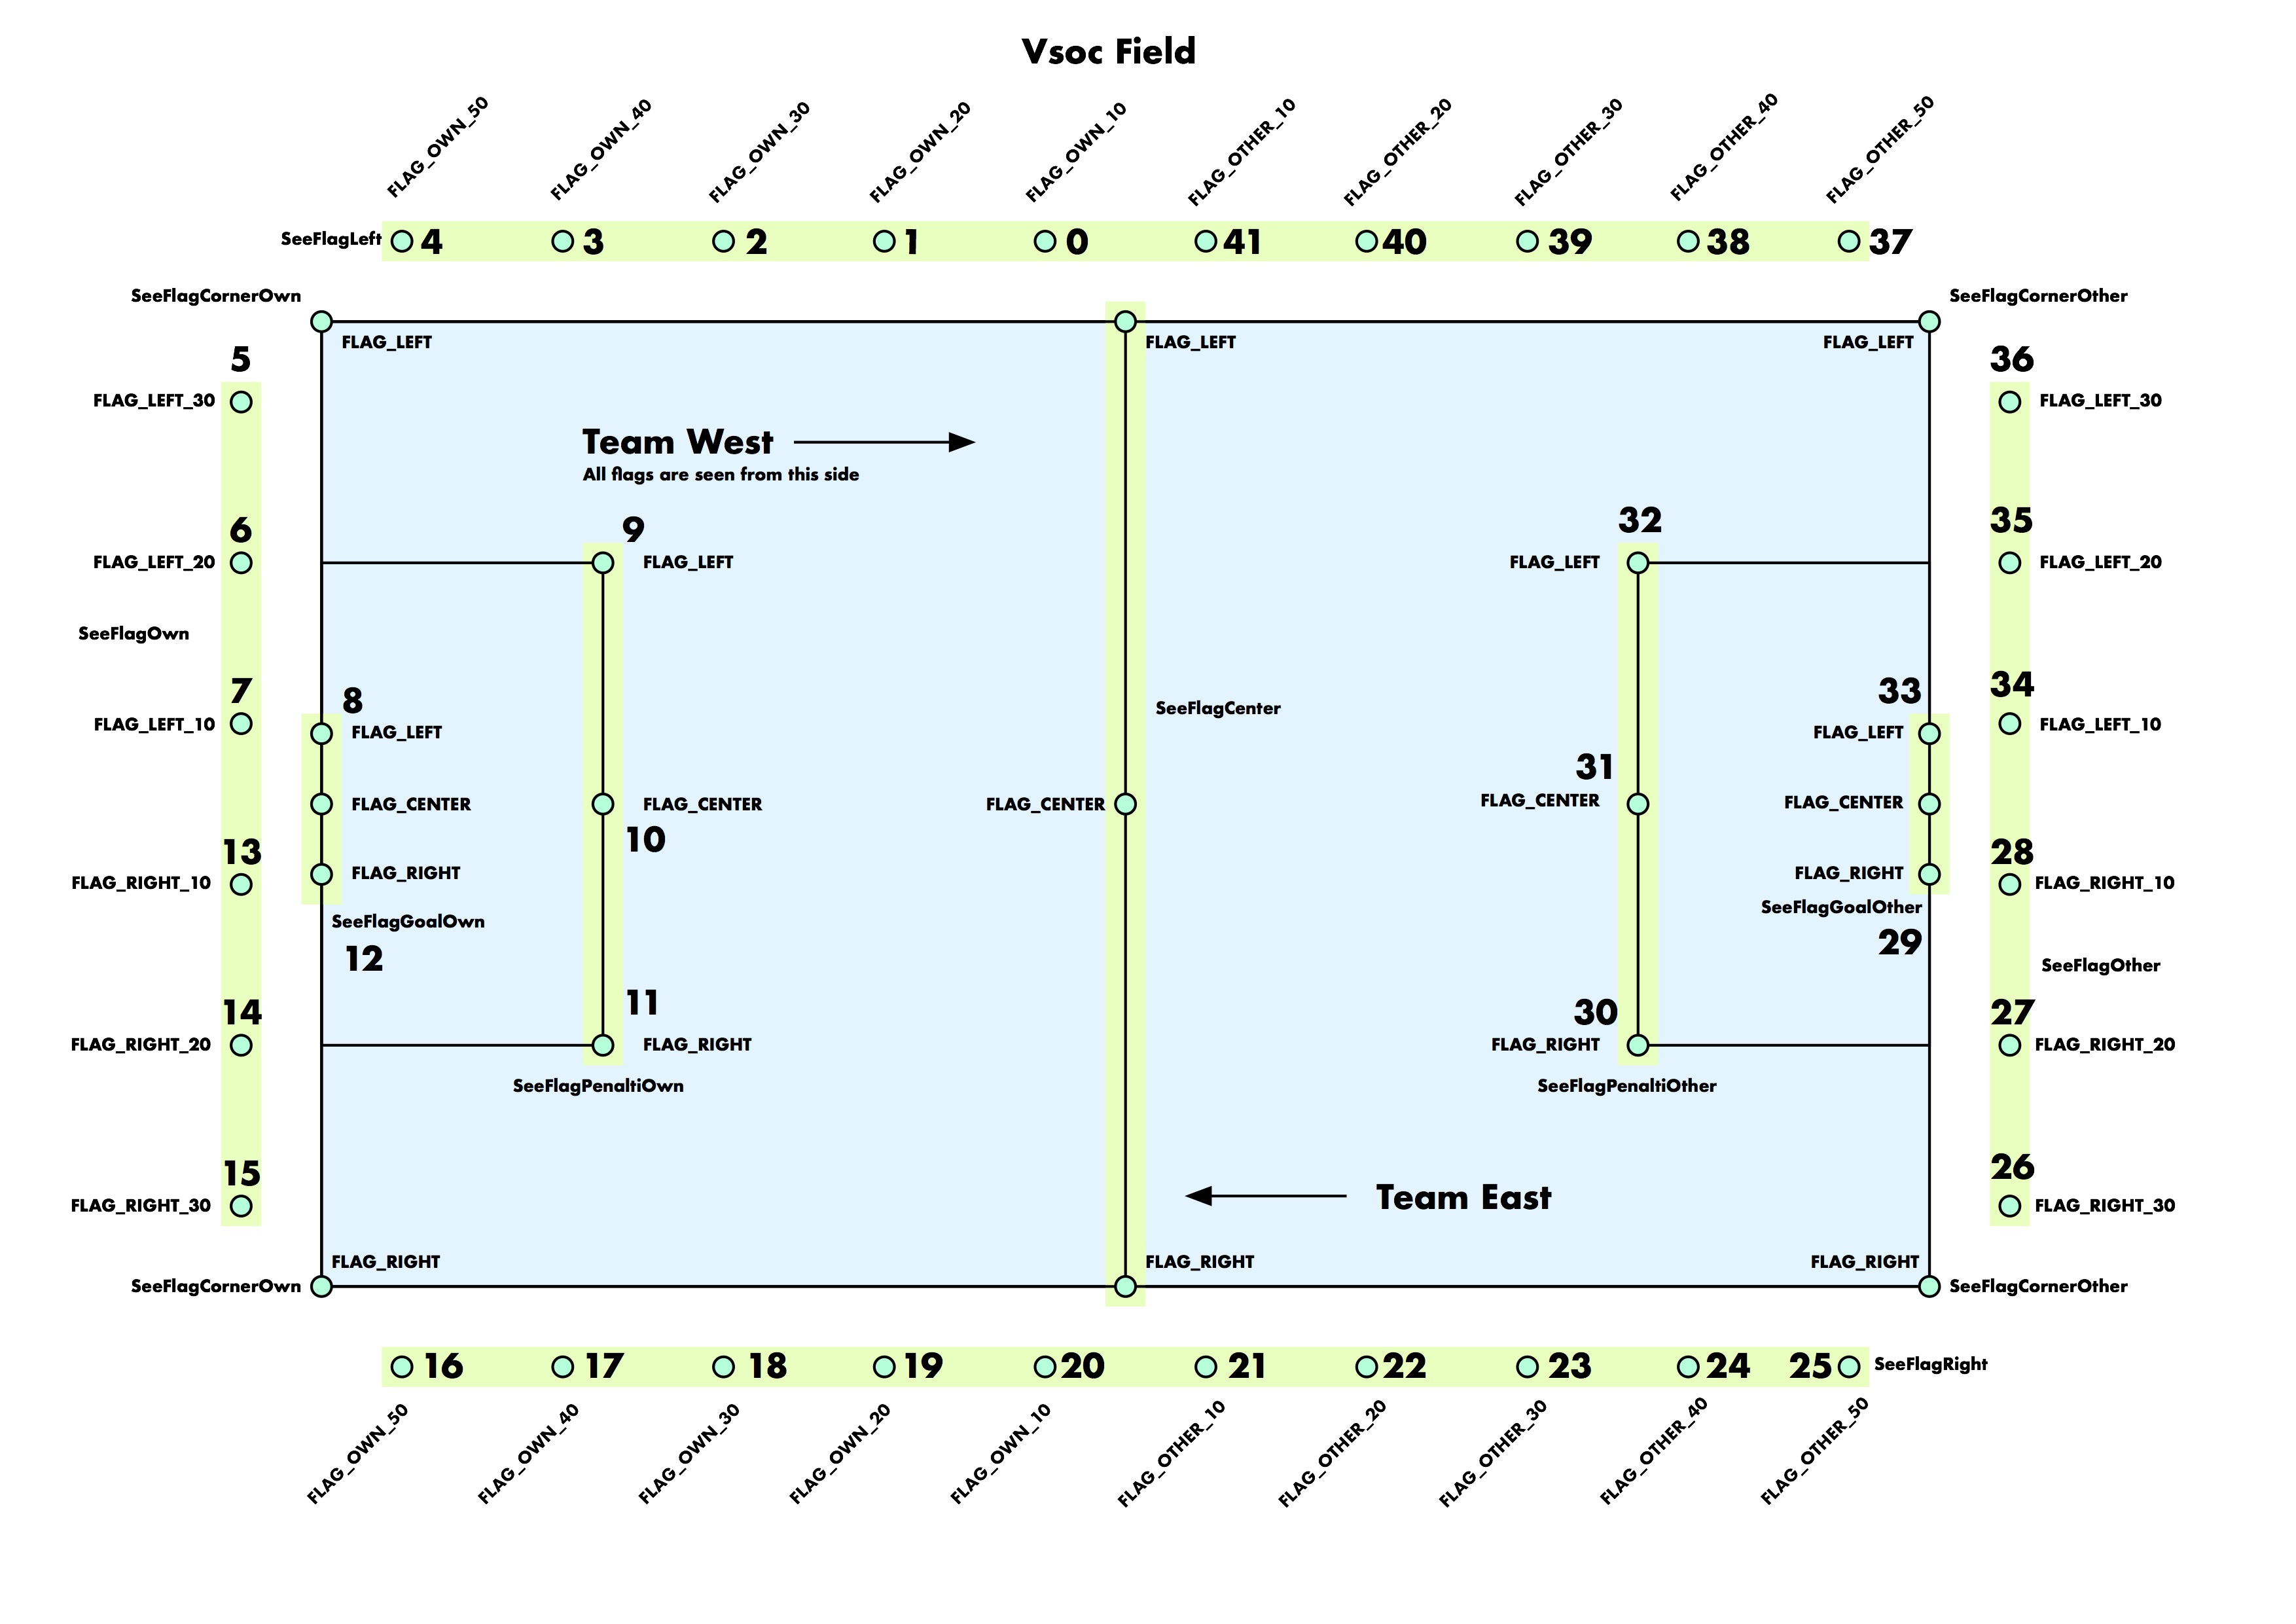 Vsoc Field
FLAG_OWN_50
FLAG_OWN_40
FLAG_OWN_30
FLAG_OWN_20
FLAG_OWN_10
FLAG_OTHER_10
FLAG_OTHER_20
FLAG_OTHER_30
FLAG_OTHER_40
FLAG_OTHER_50
SeeFlagLeft
4
3
2
1
0
41
40
39
38
37
SeeFlagCornerOwn
SeeFlagCornerOther
FLAG_LEFT
FLAG_LEFT
FLAG_LEFT
5
36
FLAG_LEFT_30
FLAG_LEFT_30
Team West
All flags are seen from this side
6
9
32
35
FLAG_LEFT_20
FLAG_LEFT
FLAG_LEFT
FLAG_LEFT_20
SeeFlagOwn
7
8
33
34
SeeFlagCenter
FLAG_LEFT_10
FLAG_LEFT
FLAG_LEFT
FLAG_LEFT_10
31
FLAG_CENTER
FLAG_CENTER
FLAG_CENTER
FLAG_CENTER
FLAG_CENTER
10
13
28
FLAG_RIGHT_10
FLAG_RIGHT
FLAG_RIGHT
FLAG_RIGHT_10
SeeFlagGoalOwn
SeeFlagGoalOther
12
29
SeeFlagOther
14
11
30
27
FLAG_RIGHT_20
FLAG_RIGHT
FLAG_RIGHT
FLAG_RIGHT_20
SeeFlagPenaltiOwn
SeeFlagPenaltiOther
15
26
FLAG_RIGHT_30
Team East
FLAG_RIGHT_30
FLAG_RIGHT
FLAG_RIGHT
FLAG_RIGHT
SeeFlagCornerOwn
SeeFlagCornerOther
16
17
18
19
20
21
22
23
24
25
SeeFlagRight
FLAG_OWN_50
FLAG_OWN_40
FLAG_OWN_30
FLAG_OWN_20
FLAG_OWN_10
FLAG_OTHER_10
FLAG_OTHER_20
FLAG_OTHER_30
FLAG_OTHER_40
FLAG_OTHER_50